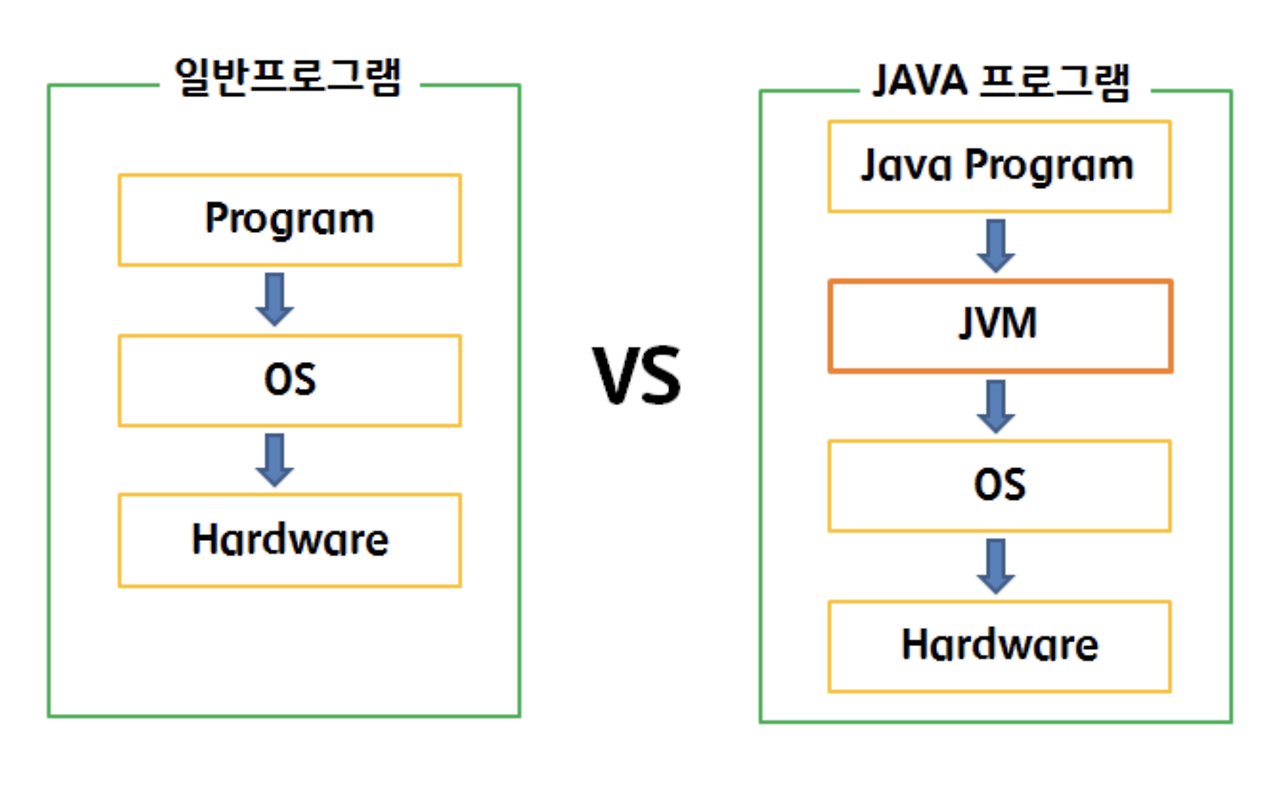 일반프로그램
Program
OS
Hardware
VS
JAVA 프로그램
Java Program
JVM
OS
Hardware